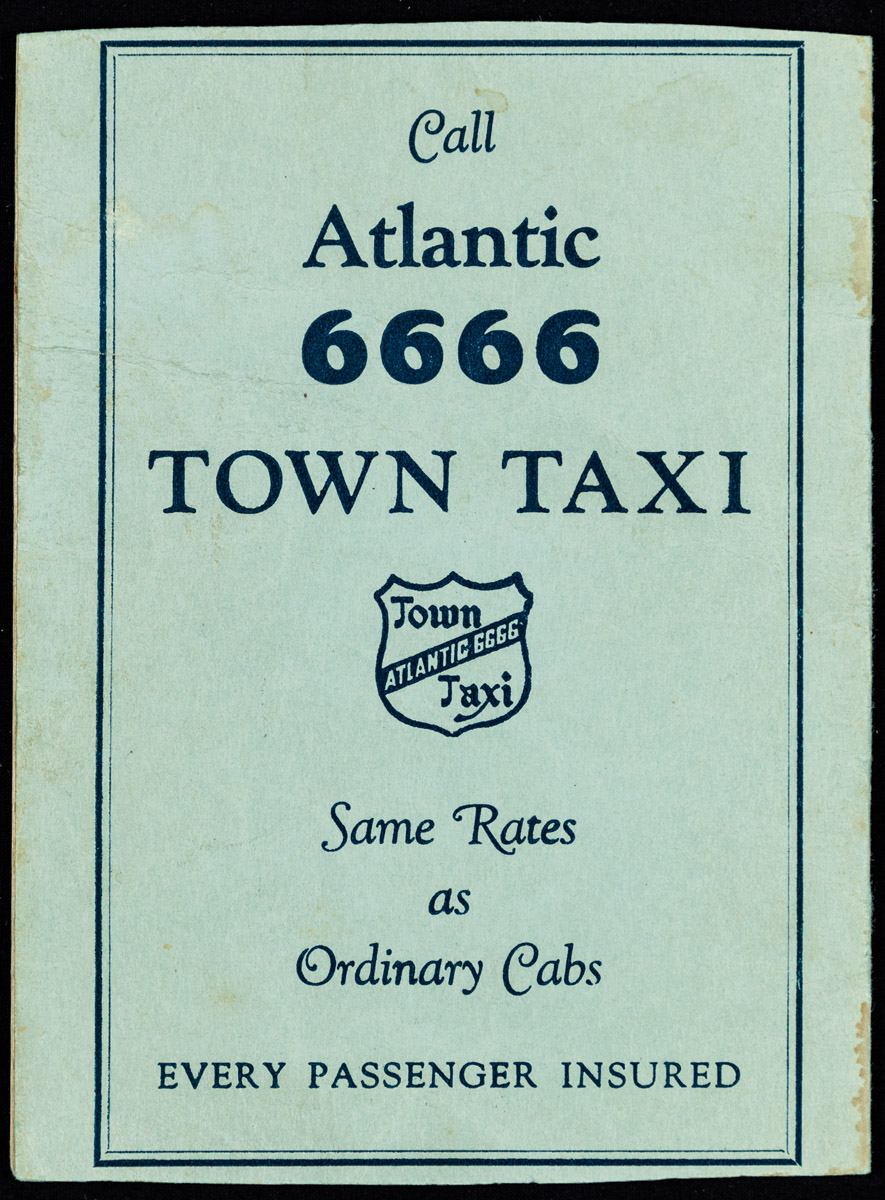 Call
Atlantic
6666
TOWN TAXI
Town
ATLANTIC 6666
Taxi
Same Rates
as
Ordinary Cabs
EVERY PASSENGER INSURED